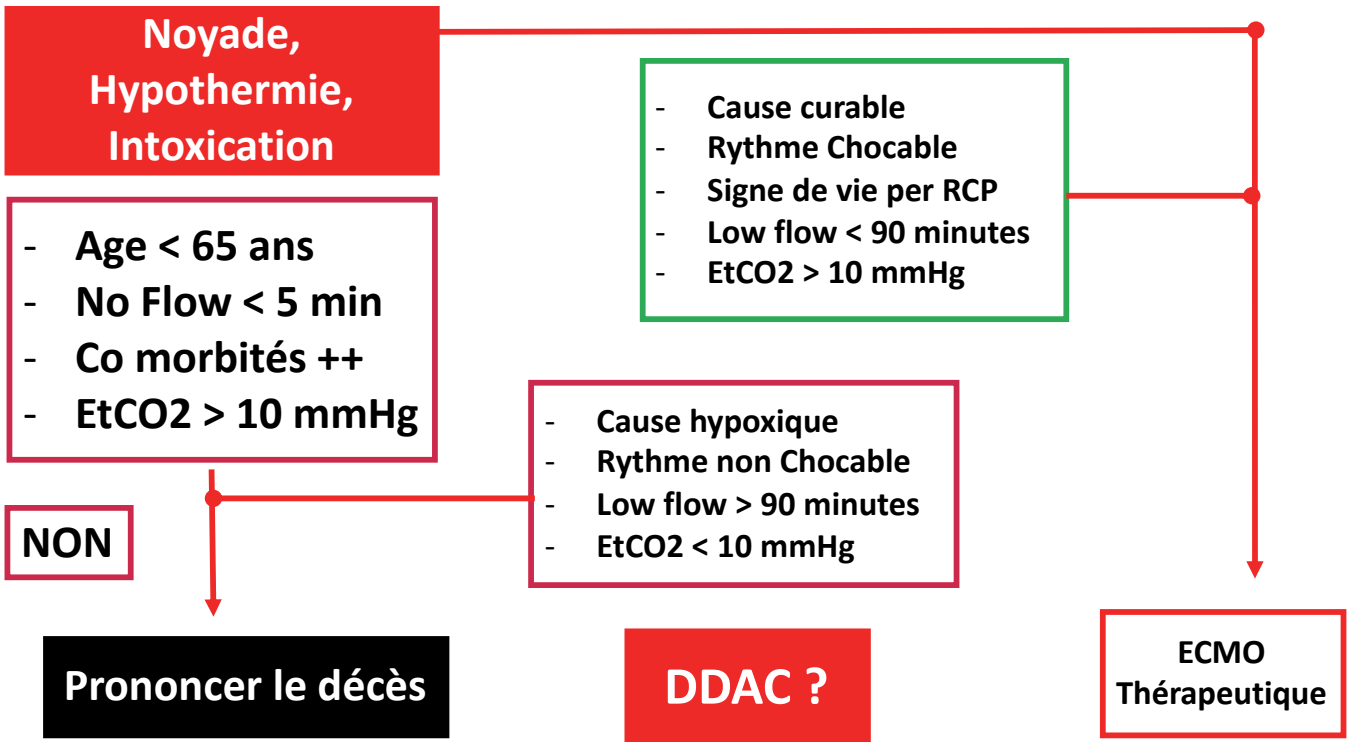 Noyade,
Hypothermie,
Intoxication
- Cause curable
- Rythme Chocable
- Signe de vie per RCP
- Low flow < 90 minutes
- EtCO2 > 10 mmHg
- Age < 65 ans
- No Flow < 5 min
- Co morbités ++
- EtCO2 > 10 mmHg
- Cause hypoxique
- Rythme non Chocable
- Low flow > 90 minutes
- EtCO2 < 10 mmHg
NON
Prononcer le décès
DDAC ?
ECMO
Thérapeutique